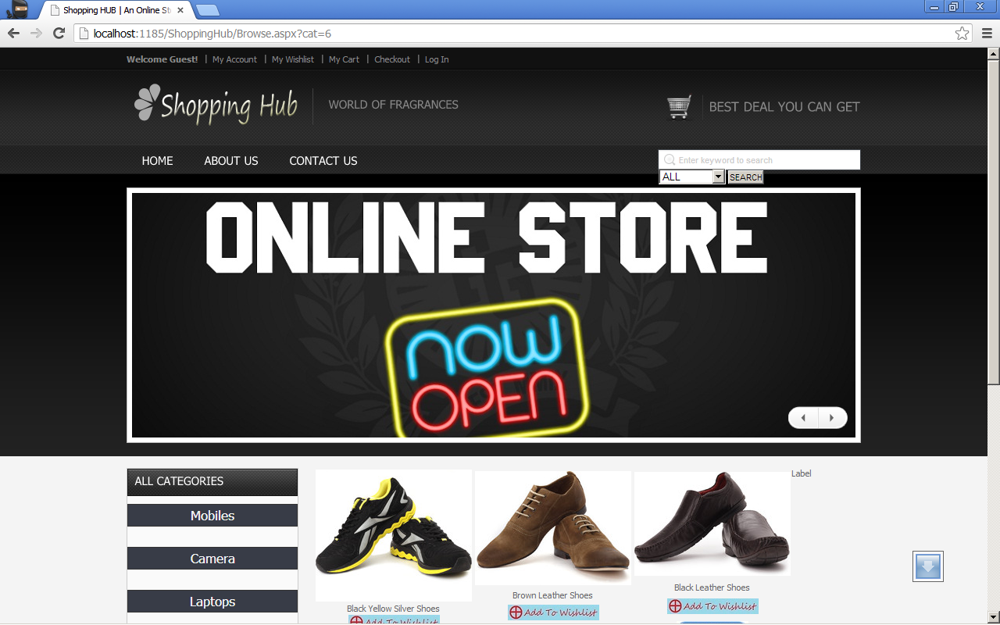 Shopping HUB | An Online St
localhost:1185/ShoppingHub/Browse.aspx?cat=6
Welcome Guest! | My Account | My Wishlist | My Cart | Checkout | Log In
Shopping Hub
WORLD OF FRAGRANCES
BEST DEAL YOU CAN GET
HOME ABOUT US CONTACT US
Enter keyword to search
ALL SEARCH
ONLINE STORE
NOW
OPEN
ALL CATEGORIES
Mobiles
Camera
Laptops
Label
Black Yellow Silver Shoes
Add To Wishlist
Brown Leather Shoes
Add To Wishlist
Black Leather Shoes
Add To Wishlist